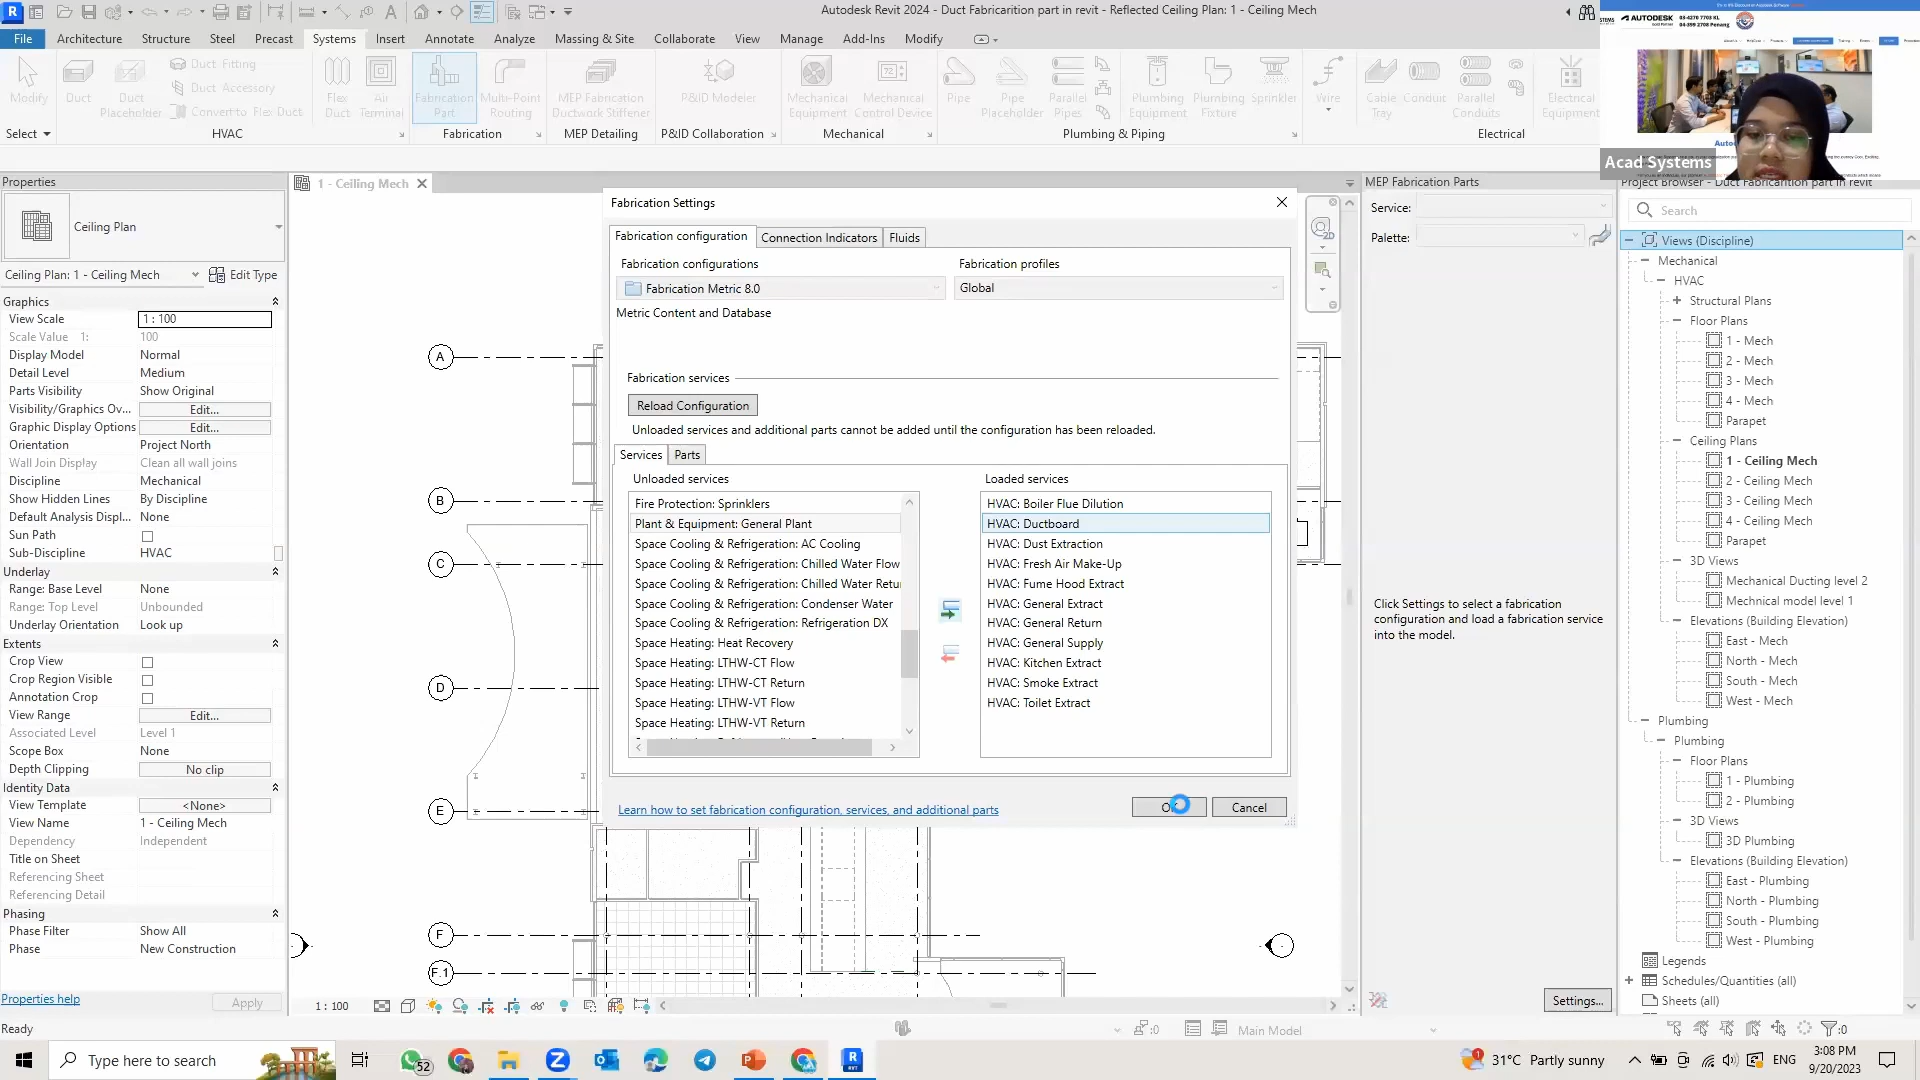 Autodesk Revit 2024 - Duct Fabricarition part in revit - Reflected Ceiling Plan: 1 - Ceiling Mech
File Architecture Structure Steel Precast Systems Insert Annotate Analyze Massing & Site Collaborate View Manage Add-Ins Modify
AUTODESK
03-4270 7703 KL
04-399 2708 Penang
Acad Systems
Modify
Duct
Duct Placeholder
Duct Fitting
Duct Accessory
Convert to Flex Duct
Flex Duct
Air Terminal
Fabrication Part
Multi-Point Routing
MEP Fabrication Ductwork Stiffener
P&ID Modeler
Mechanical Equipment
Mechanical Control Device
Pipe
Pipe Placeholder
Parallel Pipes
Plumbing Equipment
Plumbing Fixture
Sprinkler
Wire
Cable Tray
Conduit
Parallel Conduits
Electrical Equipment
Select HVAC Fabrication MEP Detailing P&ID Collaboration Mechanical Plumbing & Piping Electrical
Properties
Ceiling Plan
Ceiling Plan: 1 - Ceiling Mech Edit Type
Graphics
View Scale 1 : 100
Scale Value 1: 100
Display Model Normal
Detail Level Medium
Parts Visibility Show Original
Visibility/Graphics Ov... Edit...
Graphic Display Options Edit...
Orientation Project North
Wall Join Display Clean all wall joins
Discipline Mechanical
Show Hidden Lines By Discipline
Default Analysis Displ... None
Sun Path
Sub-Discipline HVAC
Underlay
Range: Base Level None
Range: Top Level Unbounded
Underlay Orientation Look up
Extents
Crop View
Crop Region Visible
Annotation Crop
View Range Edit...
Associated Level Level 1
Scope Box None
Depth Clipping No clip
Identity Data
View Template <None>
View Name 1 - Ceiling Mech
Dependency Independent
Title on Sheet
Referencing Sheet
Referencing Detail
Phasing
Phase Filter Show All
Phase New Construction
Properties help Apply
1 - Ceiling Mech
A
B
C
D
E
F
F.1
Fabrication Settings
Fabrication configuration Connection Indicators Fluids
Fabrication configurations Fabrication profiles
Fabrication Metric 8.0 Global
Metric Content and Database
Fabrication services
Reload Configuration
Unloaded services and additional parts cannot be added until the configuration has been reloaded.
Services Parts
Unloaded services
Fire Protection: Sprinklers
Plant & Equipment: General Plant
Space Cooling & Refrigeration: AC Cooling
Space Cooling & Refrigeration: Chilled Water Flow
Space Cooling & Refrigeration: Chilled Water Retu
Space Cooling & Refrigeration: Condenser Water
Space Cooling & Refrigeration: Refrigeration DX
Space Heating: Heat Recovery
Space Heating: LTHW-CT Flow
Space Heating: LTHW-CT Return
Space Heating: LTHW-VT Flow
Space Heating: LTHW-VT Return
Loaded services
HVAC: Boiler Flue Dilution
HVAC: Ductboard
HVAC: Dust Extraction
HVAC: Fresh Air Make-Up
HVAC: Fume Hood Extract
HVAC: General Extract
HVAC: General Return
HVAC: General Supply
HVAC: Kitchen Extract
HVAC: Smoke Extract
HVAC: Toilet Extract
Learn how to set fabrication configuration, services, and additional parts
Cancel
MEP Fabrication Parts
Service:
Palette:
Click Settings to select a fabrication
configuration and load a fabrication service
into the model.
Settings...
Project Browser - Duct Fabricarition part in revit
Search
Views (Discipline)
Mechanical
HVAC
Structural Plans
Floor Plans
1 - Mech
2 - Mech
3 - Mech
4 - Mech
Parapet
Ceiling Plans
1 - Ceiling Mech
2 - Ceiling Mech
3 - Ceiling Mech
4 - Ceiling Mech
Parapet
3D Views
Mechanical Ducting level 2
Mechnical model level 1
Elevations (Building Elevation)
East - Mech
North - Mech
South - Mech
West - Mech
Plumbing
Plumbing
Floor Plans
1 - Plumbing
2 - Plumbing
3D Views
3D Plumbing
Elevations (Building Elevation)
East - Plumbing
North - Plumbing
South - Plumbing
West - Plumbing
Legends
Schedules/Quantities (all)
Sheets (all)
1 : 100
Ready :0 Main Model :0
Type here to search 52 31°C Partly sunny ENG 3:08 PM
9/20/2023